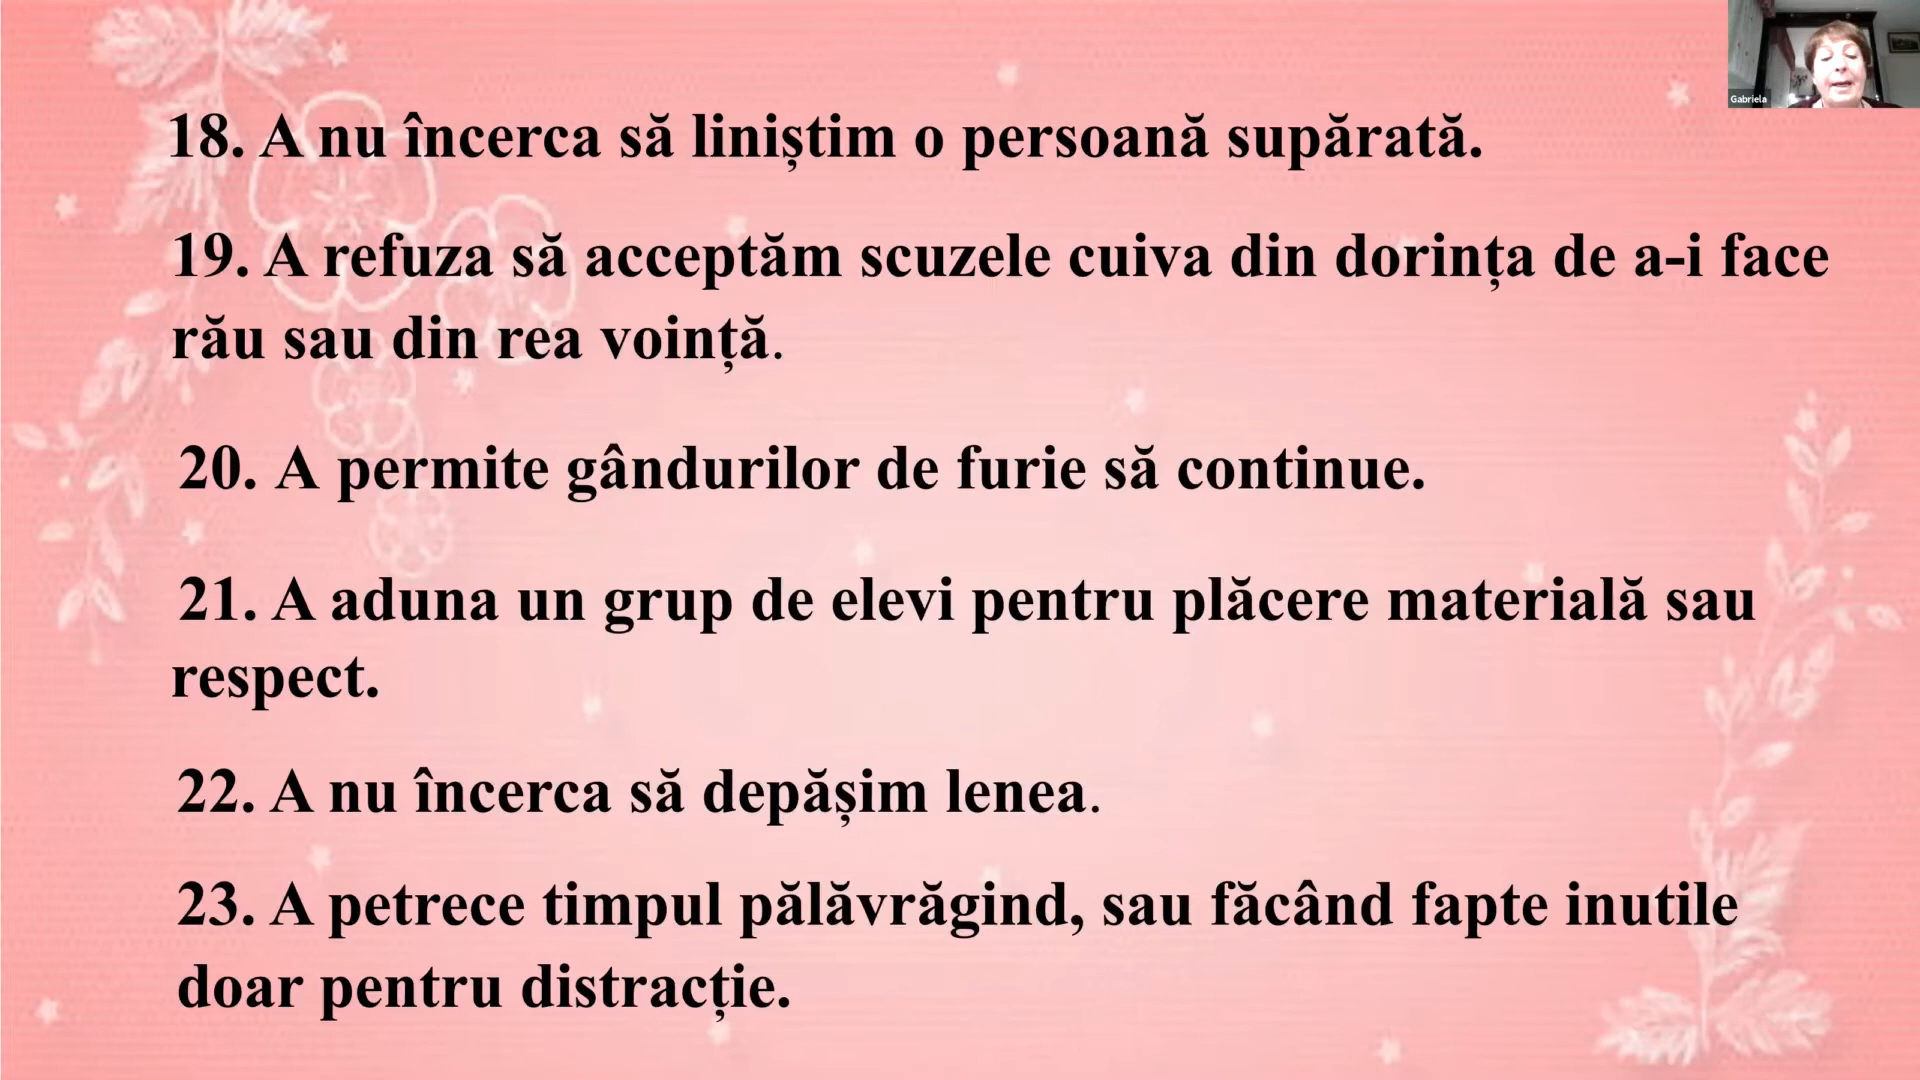 Gabriela
18. A nu încerca să liniștim o persoană supărată.
19. A refuza să acceptăm scuzele cuiva din dorința de a-i face
rău sau din rea voință.
20. A permite gândurilor de furie să continue.
21. A aduna un grup de elevi pentru plăcere materială sau
respect.
22. A nu încerca să depășim lenea.
23. A petrece timpul pălăvrăgind, sau făcând fapte inutile
doar pentru distracție.